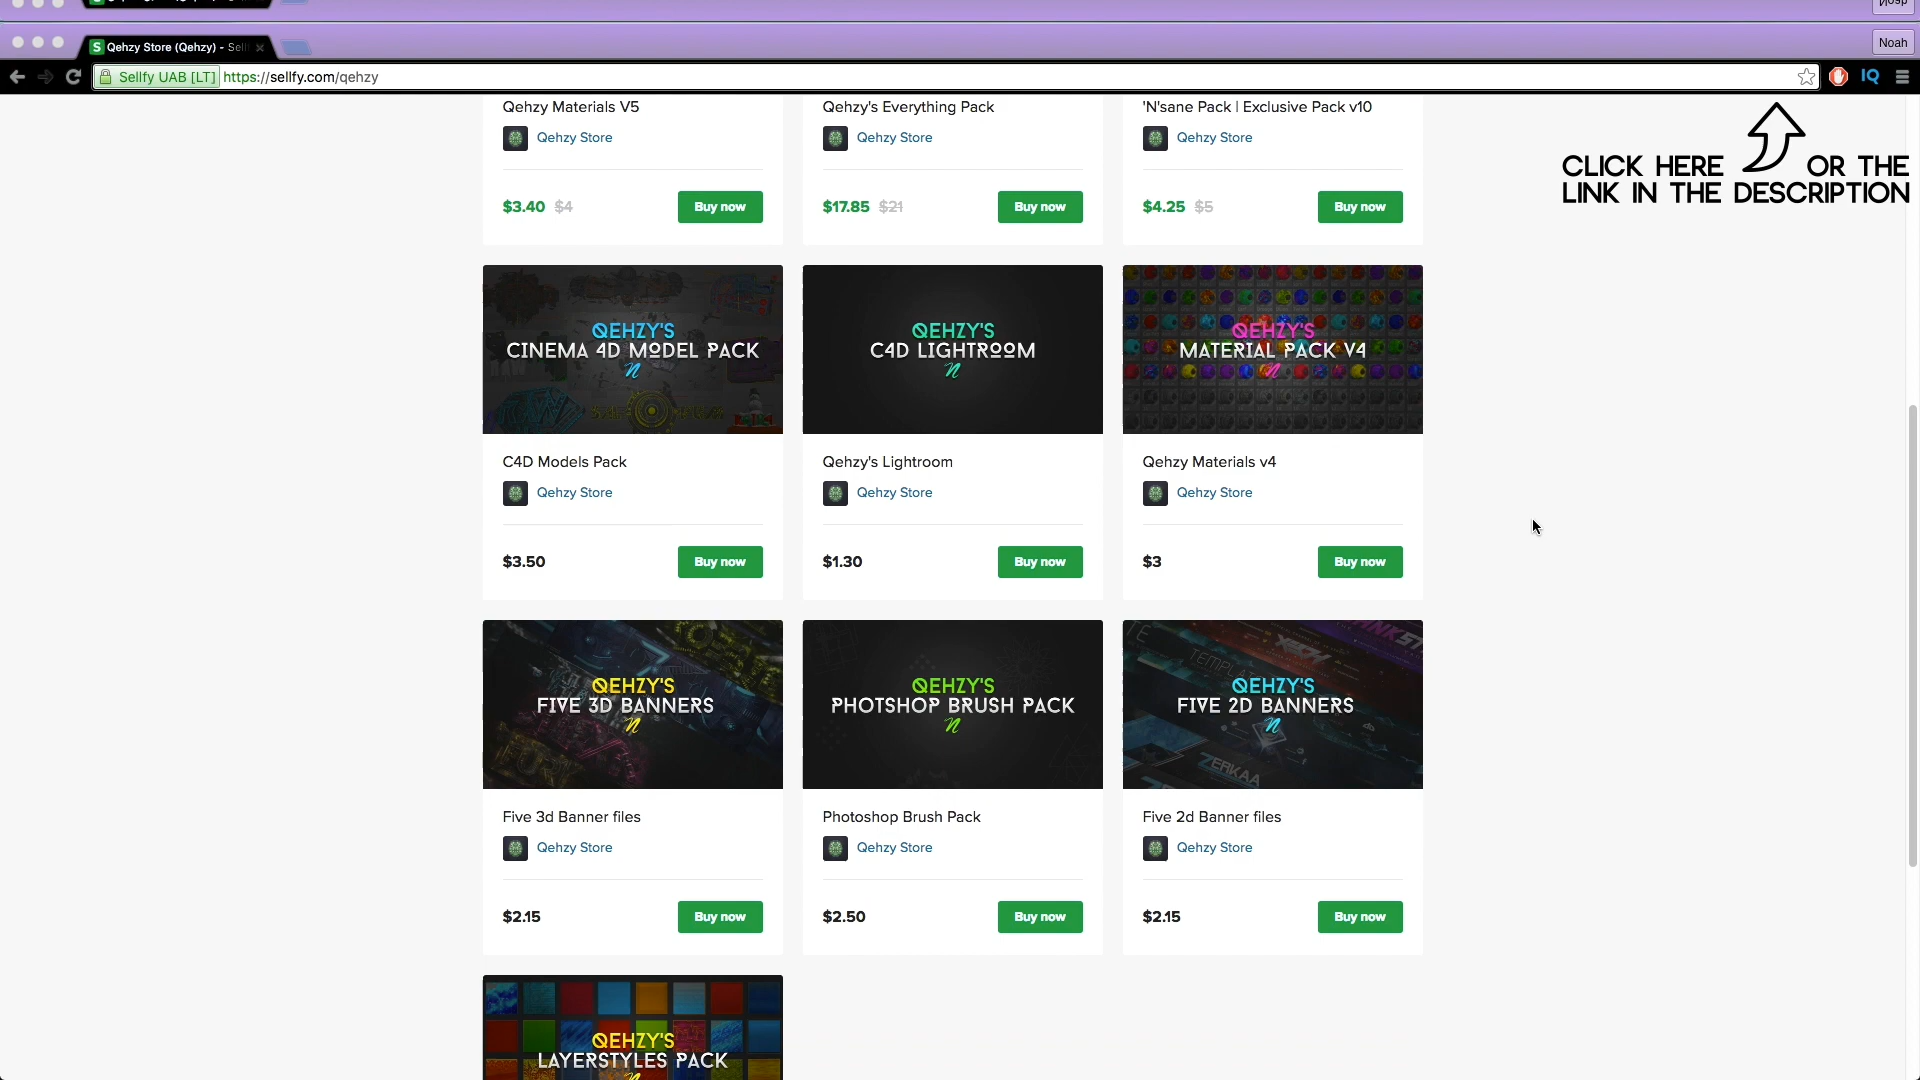 Qehzy Store (Qehzy) - Sell
Noah
Sellfy UAB [LT] https://sellfy.com/qehzy
IQ
CLICK HERE OR THE
LINK IN THE DESCRIPTION
Qehzy Materials V5
Qehzy Store
$3.40 $4 Buy now
Qehzy's Everything Pack
Qehzy Store
$17.85 $21 Buy now
'N'sane Pack | Exclusive Pack v10
Qehzy Store
$4.25 $5 Buy now
QEHZY'S
CINEMA 4D MODEL PACK
N
C4D Models Pack
Qehzy Store
$3.50 Buy now
QEHZY'S
C4D LIGHTROOM
N
Qehzy's Lightroom
Qehzy Store
$1.30 Buy now
QEHZY'S
MATERIAL PACK V4
N
Qehzy Materials v4
Qehzy Store
$3 Buy now
QEHZY'S
FIVE 3D BANNERS
N
Five 3d Banner files
Qehzy Store
$2.15 Buy now
QEHZY'S
PHOTSHOP BRUSH PACK
N
Photoshop Brush Pack
Qehzy Store
$2.50 Buy now
QEHZY'S
FIVE 2D BANNERS
N
ZERKAA
Five 2d Banner files
Qehzy Store
$2.15 Buy now
QEHZY'S
LAYERSTYLES PACK